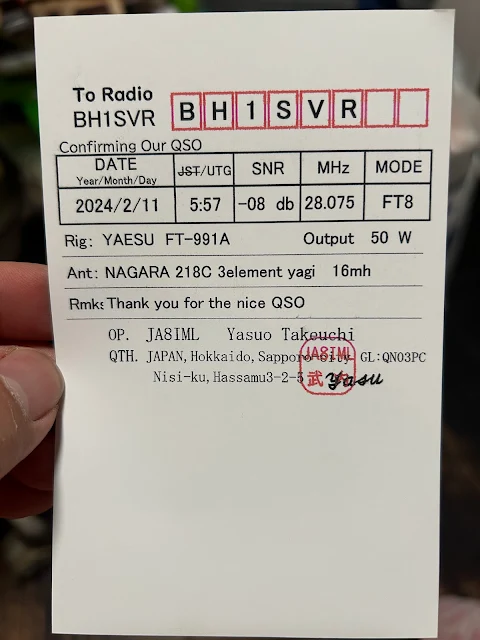 To Radio
BH1SVR
B H 1 S V R
Confirming Our QSO
DATE Year/Month/Day JST/UTG SNR MHz MODE
2024/2/11 5:57 -08 db 28.075 FT8
Rig: YAESU FT-991A Output 50 W
Ant: NAGARA 218C 3element yagi 16mh
Rmks Thank you for the nice QSO
OP. JA8IML Yasuo Takeuchi
QTH. JAPAN,Hokkaido,Sapporo City GL:QN03PC
Nisi-ku,Hassamu3-2-5
JA8IML
武
Yasu